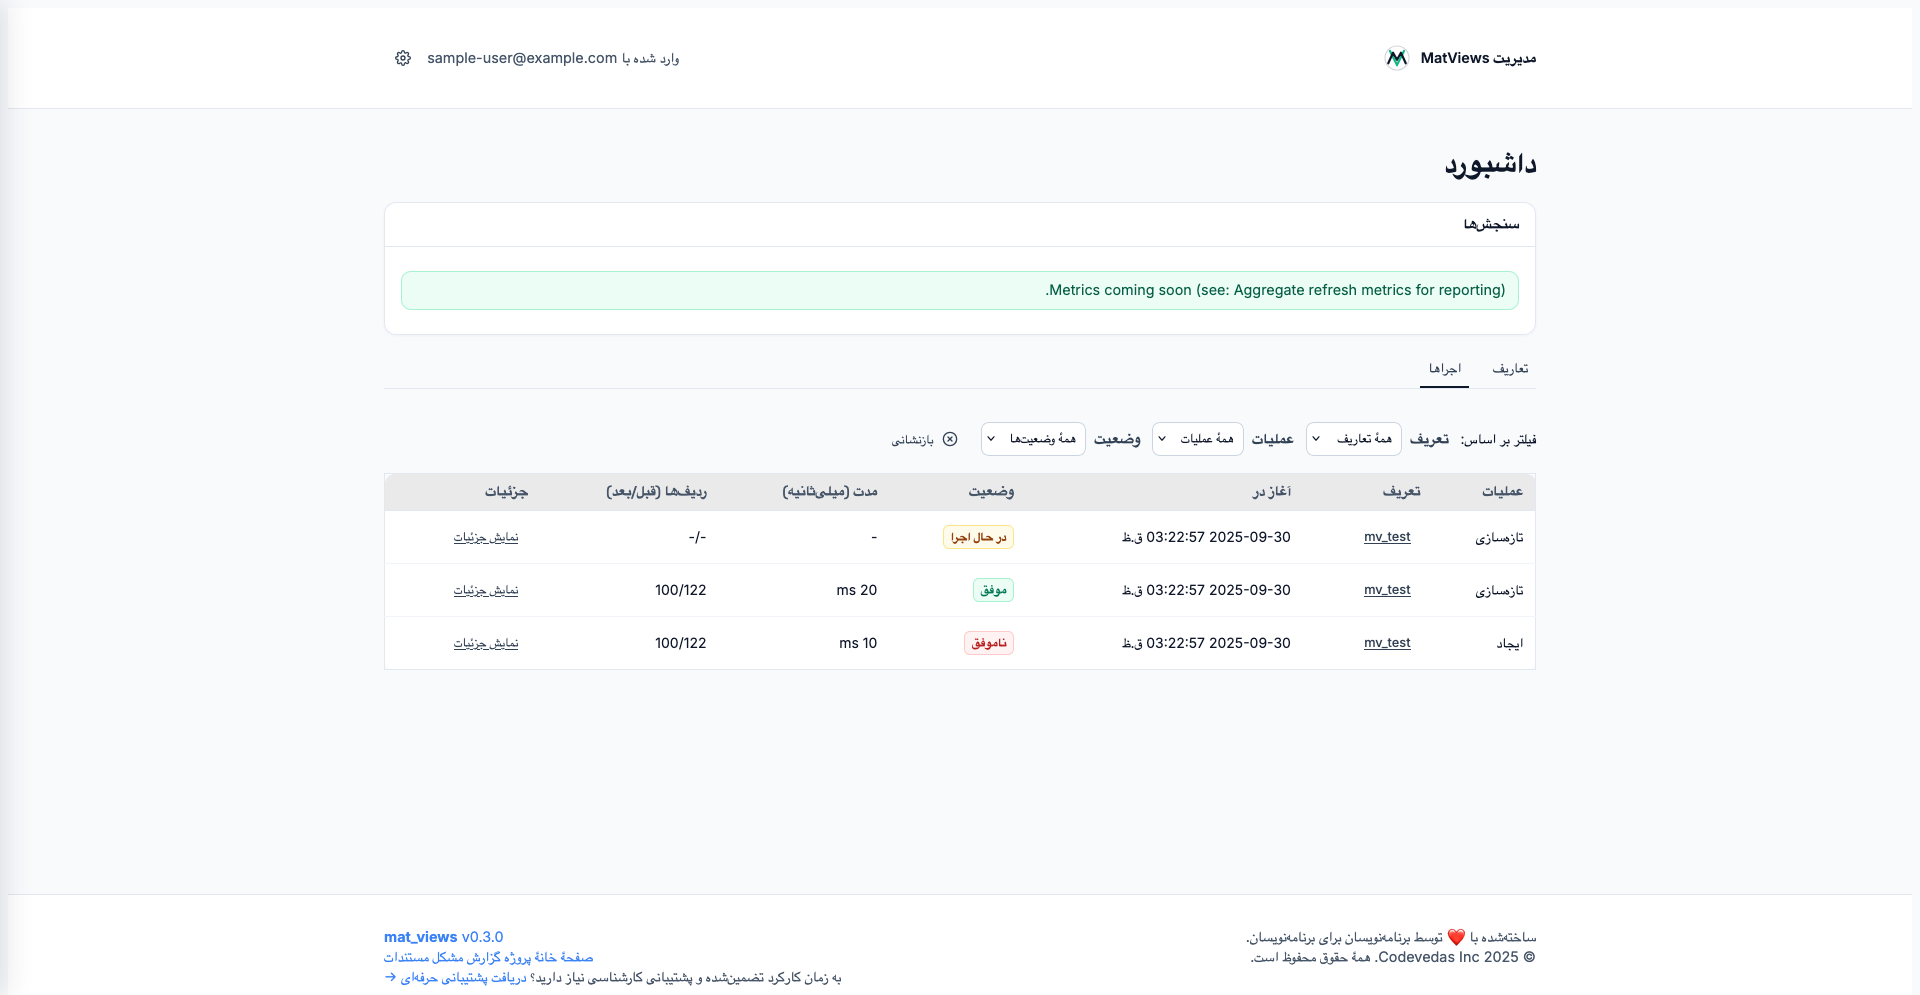 مدیریت MatViews
وارد شده با sample-user@example.com
داشبورد
سنجش‌ها
Metrics coming soon (see: Aggregate refresh metrics for reporting).
تعاریف اجراها
فیلتر بر اساس: تعریف همهٔ تعاریف عملیات همهٔ عملیات وضعیت همهٔ وضعیت‌ها بازنشانی
عملیات تعریف آغاز در وضعیت مدت (میلی‌ثانیه) ردیف‌ها (قبل/بعد) جزئیات
تازه‌سازی mv_test 2025-09-30 03:22:57 ق.ظ در حال اجرا - -/- نمایش جزئیات
تازه‌سازی mv_test 2025-09-30 03:22:57 ق.ظ موفق 20 ms 100/122 نمایش جزئیات
ایجاد mv_test 2025-09-30 03:22:57 ق.ظ ناموفق 10 ms 100/122 نمایش جزئیات
ساخته‌شده با ❤️ توسط برنامه‌نویسان برای برنامه‌نویسان.
© 2025 Codevedas Inc. همهٔ حقوق محفوظ است.
mat_views v0.3.0
صفحهٔ خانهٔ پروژه گزارش مشکل مستندات
به زمان کارکرد تضمین‌شده و پشتیبانی کارشناسی نیاز دارید؟ دریافت پشتیبانی حرفه‌ای →